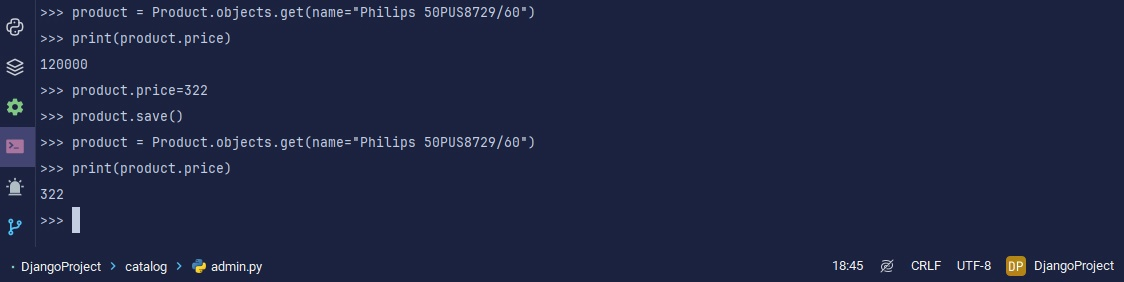 >>> product = Product.objects.get(name="Philips 50PUS8729/60")
>>> print(product.price)
120000
>>> product.price=322
>>> product.save()
>>> product = Product.objects.get(name="Philips 50PUS8729/60")
>>> print(product.price)
322
>>>
DjangoProject > catalog > admin.py 18:45 CRLF UTF-8 DP DjangoProject